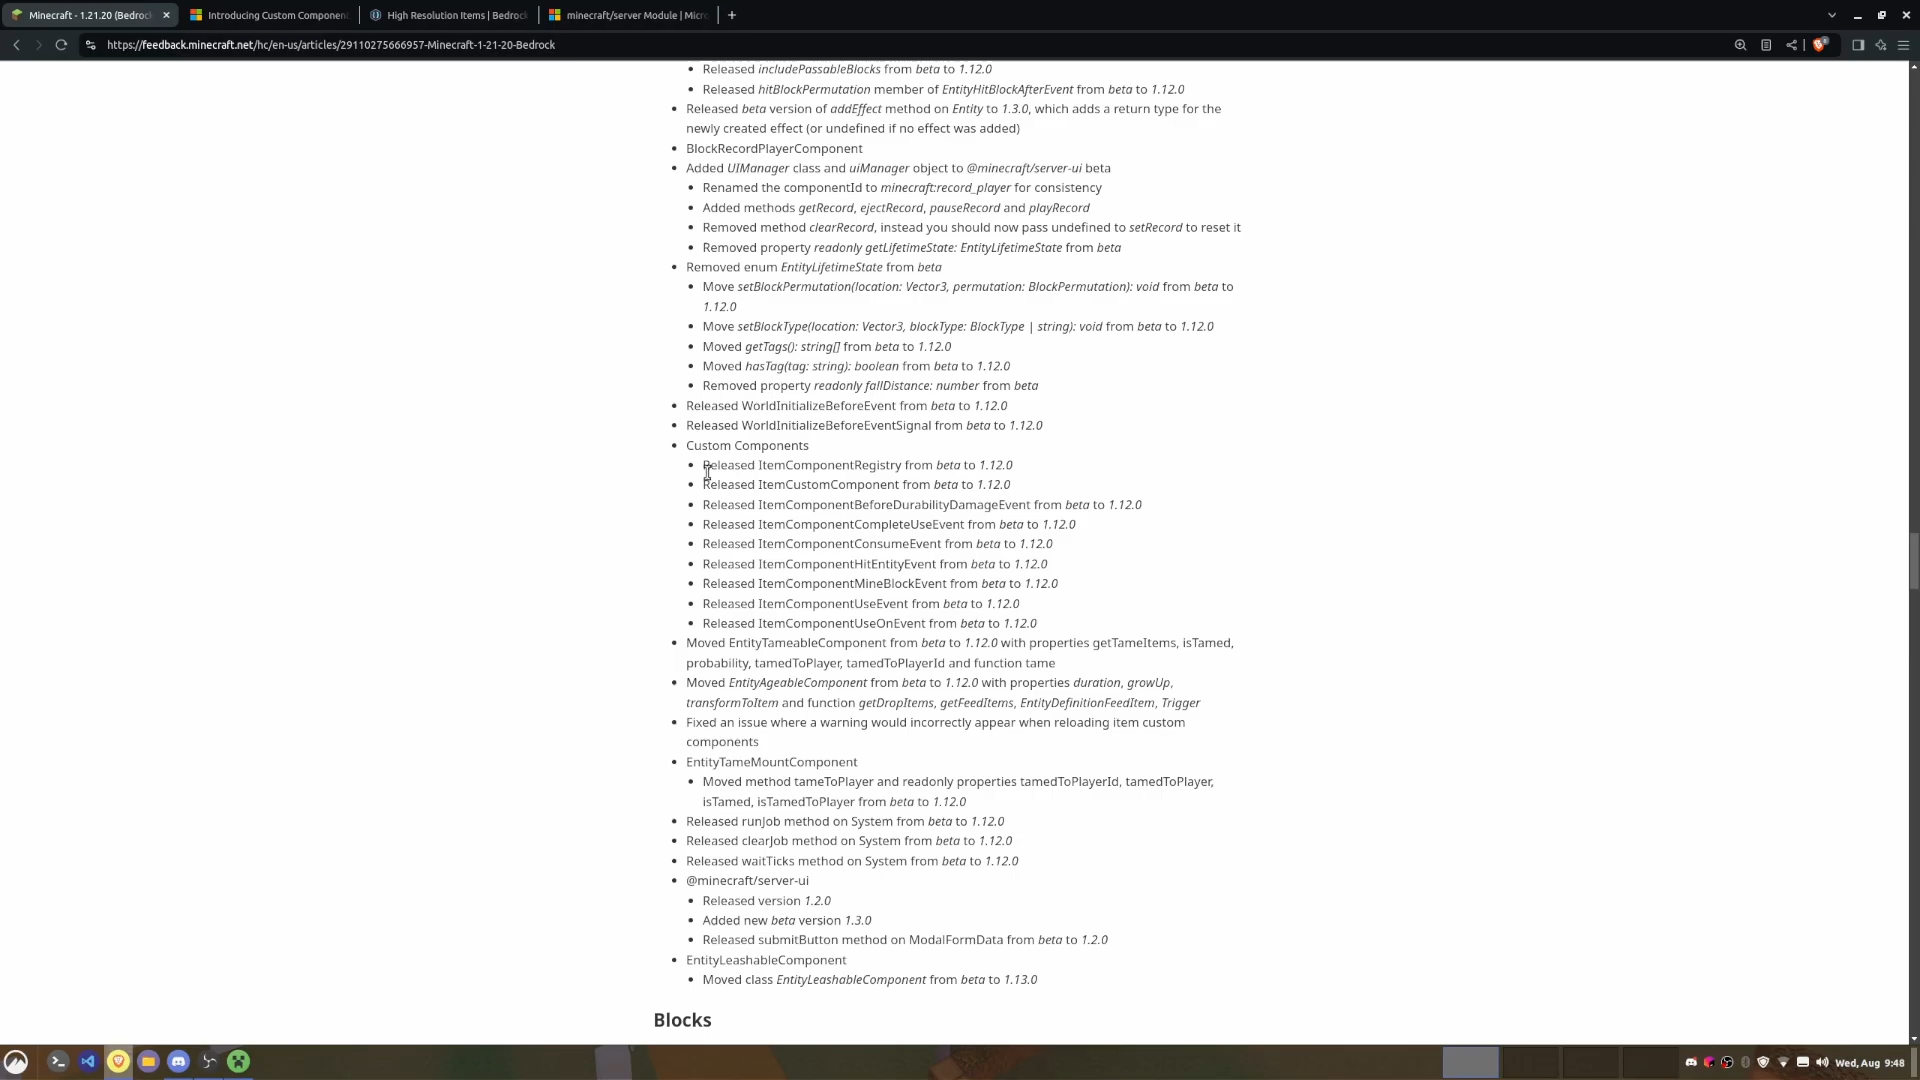 Minecraft - 1.21.20 (Bedroc
Introducing Custom Component
High Resolution Items | Bedroc
minecraft/server Module | Micro
https://feedback.minecraft.net/hc/en-us/articles/29110275666957-Minecraft-1-21-20-Bedrock
Released includePassableBlocks from beta to 1.12.0
Released hitBlockPermutation member of EntityHitBlockAfterEvent from beta to 1.12.0
Released beta version of addEffect method on Entity to 1.3.0, which adds a return type for the
newly created effect (or undefined if no effect was added)
BlockRecordPlayerComponent
Added UIManager class and uiManager object to @minecraft/server-ui beta
Renamed the componentId to minecraft:record_player for consistency
Added methods getRecord, ejectRecord, pauseRecord and playRecord
Removed method clearRecord, instead you should now pass undefined to setRecord to reset it
Removed property readonly getLifetimeState: EntityLifetimeState from beta
Removed enum EntityLifetimeState from beta
Move setBlockPermutation(location: Vector3, permutation: BlockPermutation): void from beta to
1.12.0
Move setBlockType(location: Vector3, blockType: BlockType | string): void from beta to 1.12.0
Moved getTags(): string[] from beta to 1.12.0
Moved hasTag(tag: string): boolean from beta to 1.12.0
Removed property readonly fallDistance: number from beta
Released WorldInitializeBeforeEvent from beta to 1.12.0
Released WorldInitializeBeforeEventSignal from beta to 1.12.0
Custom Components
Released ItemComponentRegistry from beta to 1.12.0
Released ItemCustomComponent from beta to 1.12.0
Released ItemComponentBeforeDurabilityDamageEvent from beta to 1.12.0
Released ItemComponentCompleteUseEvent from beta to 1.12.0
Released ItemComponentConsumeEvent from beta to 1.12.0
Released ItemComponentHitEntityEvent from beta to 1.12.0
Released ItemComponentMineBlockEvent from beta to 1.12.0
Released ItemComponentUseEvent from beta to 1.12.0
Released ItemComponentUseOnEvent from beta to 1.12.0
Moved EntityTameableComponent from beta to 1.12.0 with properties getTameItems, isTamed,
probability, tamedToPlayer, tamedToPlayerId and function tame
Moved EntityAgeableComponent from beta to 1.12.0 with properties duration, growUp,
transformToItem and function getDropItems, getFeedItems, EntityDefinitionFeedItem, Trigger
Fixed an issue where a warning would incorrectly appear when reloading item custom
components
EntityTameMountComponent
Moved method tameToPlayer and readonly properties tamedToPlayerId, tamedToPlayer,
isTamed, isTamedToPlayer from beta to 1.12.0
Released runJob method on System from beta to 1.12.0
Released clearJob method on System from beta to 1.12.0
Released waitTicks method on System from beta to 1.12.0
@minecraft/server-ui
Released version 1.2.0
Added new beta version 1.3.0
Released submitButton method on ModalFormData from beta to 1.2.0
EntityLeashableComponent
Moved class EntityLeashableComponent from beta to 1.13.0
Blocks
Wed, Aug 9:48